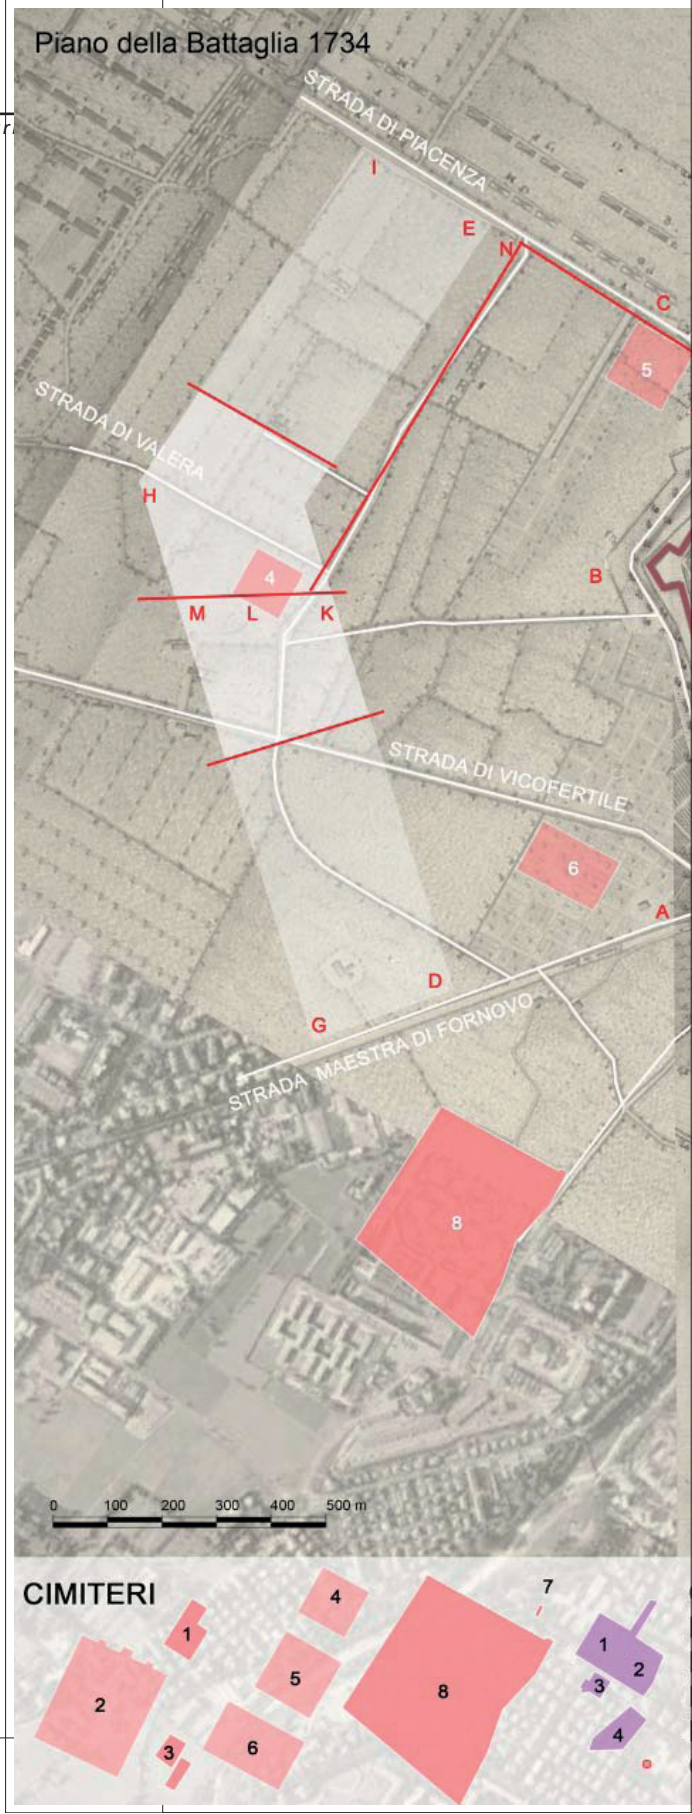 Piano della Battaglia 1734
STRADA DI PIACENZA
I
E
N
C
5
STRADA DI VALERA
H
4
B
M
L
K
STRADA DI VICOFERTILE
6
A
D
G
STRADA MAESTRA DI FORNOVO
8
0 100 200 300 400 500 m
CIMITERI
1
2
3
4
5
6
8
7
1
2
3
4